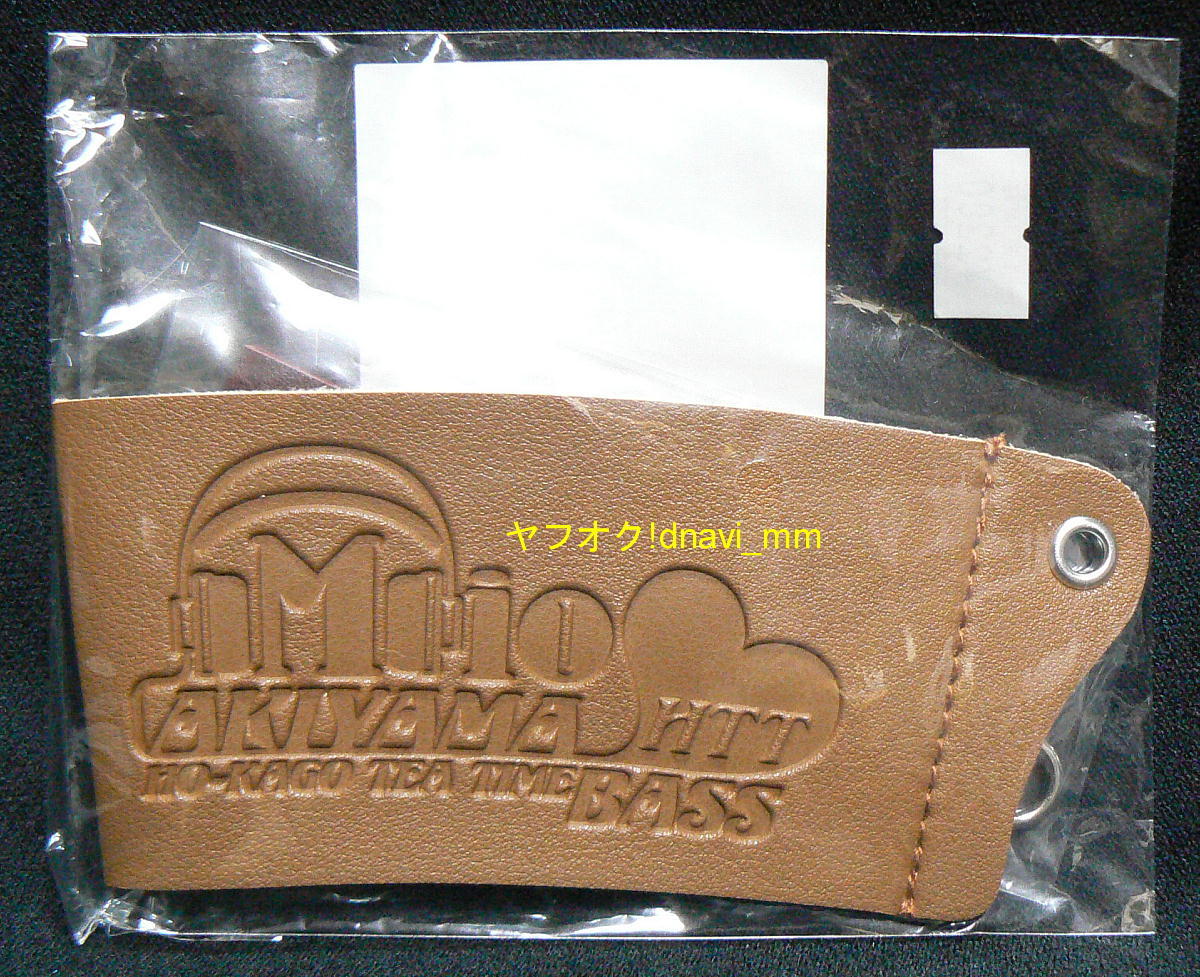 ヤフオク!dnavi_mm
Mio
AKIYAMA HTT
HO-KAGO TEA TIME BASS